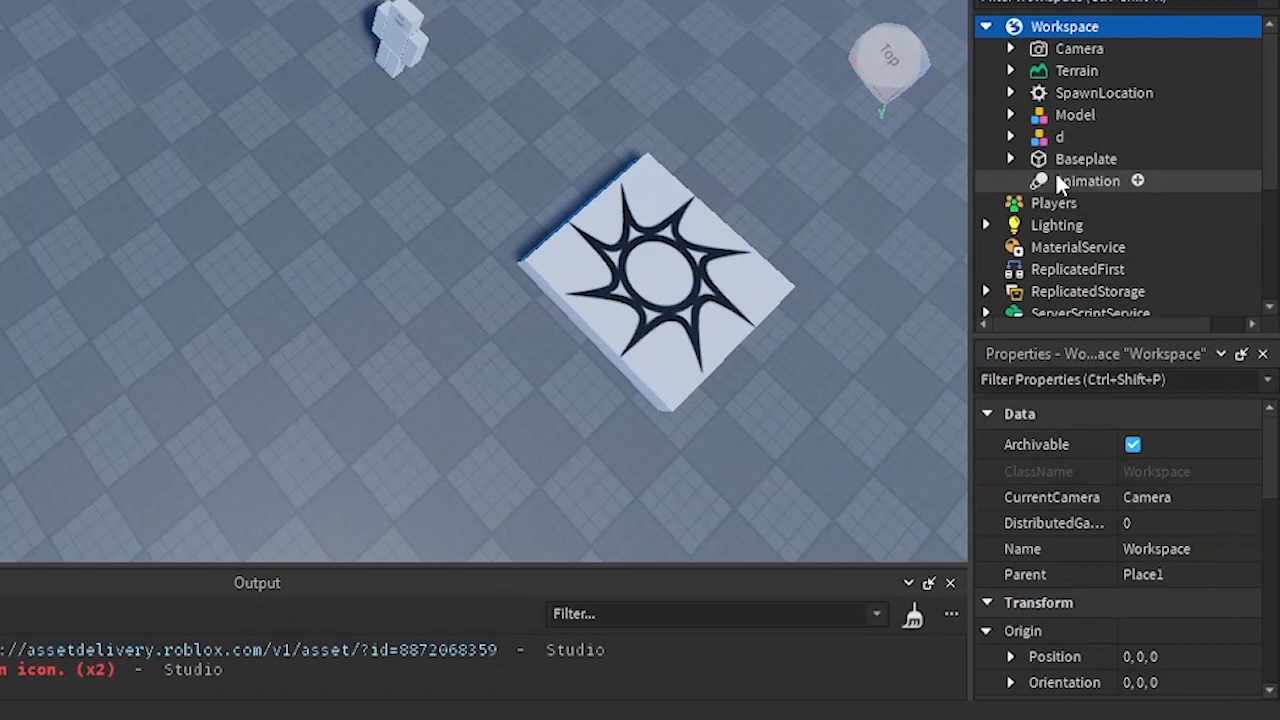 Workspace
Camera
Terrain
SpawnLocation
Model
d
Baseplate
Animation
Players
Lighting
MaterialService
ReplicatedFirst
ReplicatedStorage
ServerScriptService
Top
Y
Properties - Wo...ace "Workspace"
Filter Properties (Ctrl+Shift+P)
Data
Archivable
ClassName Workspace
CurrentCamera Camera
DistributedGa... 0
Name Workspace
Parent Place1
Transform
Origin
Position 0,0,0
Orientation 0,0,0
Output
Filter...
://assetdelivery.roblox.com/v1/asset/?id=8872068359 - Studio
n icon. (x2) - Studio